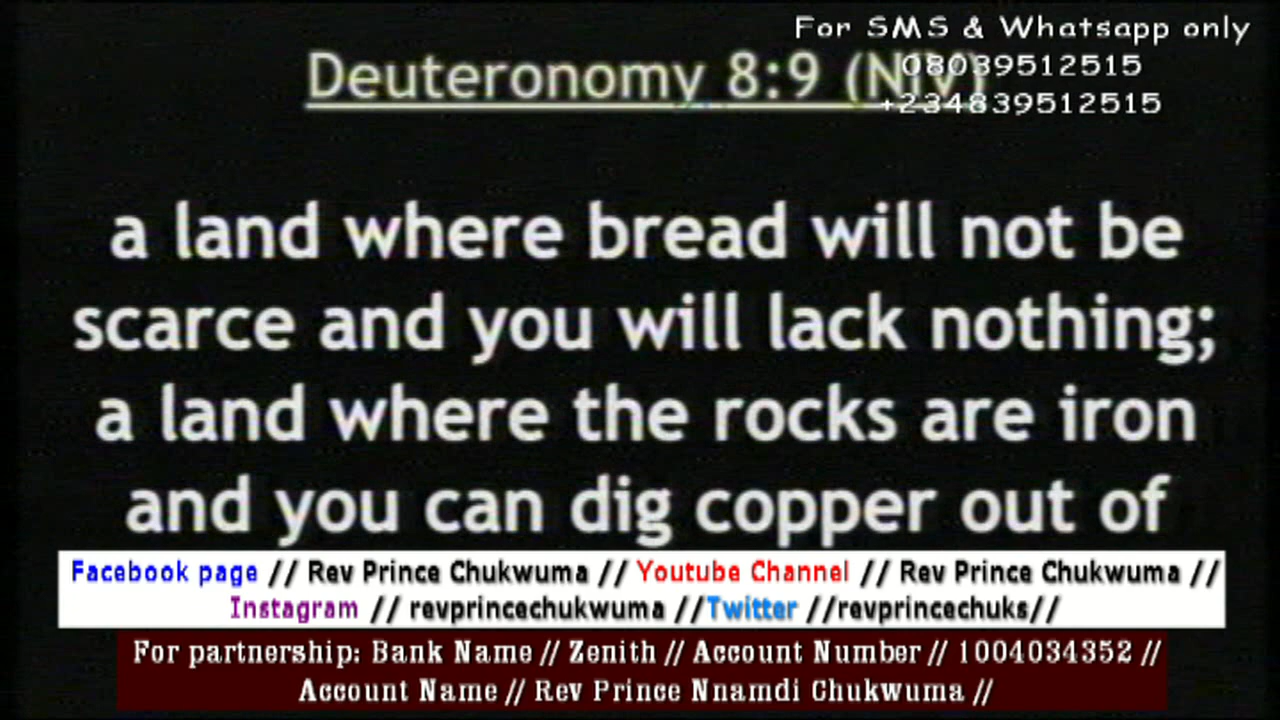 For SMS & Whatsapp only
Deuteronomy 8:9 (NIV)
08039512515
+234839512515
a land where bread will not be
scarce and you will lack nothing;
a land where the rocks are iron
and you can dig copper out of
Facebook page // Rev Prince Chukwuma // Youtube Channel // Rev Prince Chukwuma //
Instagram // revprincechukwuma //Twitter //revprincechuks//
For partnership: Bank Name // Zenith // Account Number // 1004034352 //
Account Name // Rev Prince Nnamdi Chukwuma //